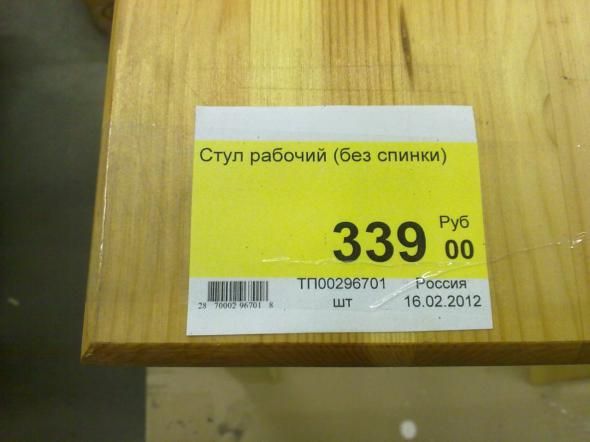 Стул рабочий (без спинки)
339 Руб 00
ТП00296701 Россия
28 70002 96701 8 шт 16.02.2012